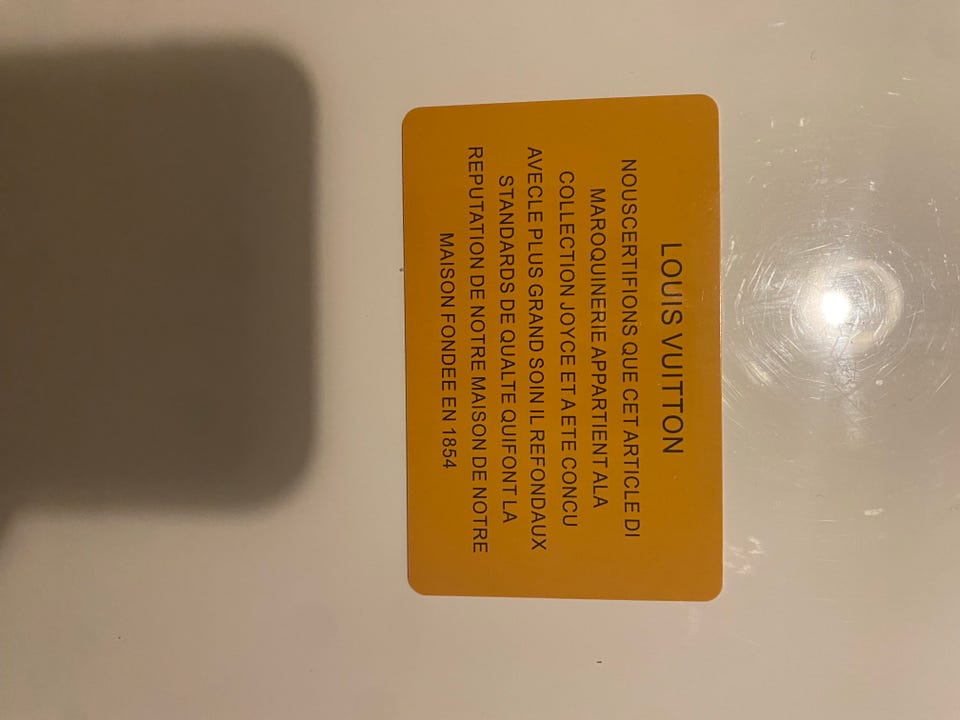 LOUIS VUITTON
NOUSCERTIFIONS QUE CET ARTICLE DI
MAROQUINERIE APPARTIENT ALA
COLLECTION JOYCE ET A ETE CONCU
AVECLE PLUS GRAND SOIN IL REFONDAUX
STANDARDS DE QUALTE QUIFONT LA
REPUTATION DE NOTRE MAISON DE NOTRE
MAISON FONDEE EN 1854